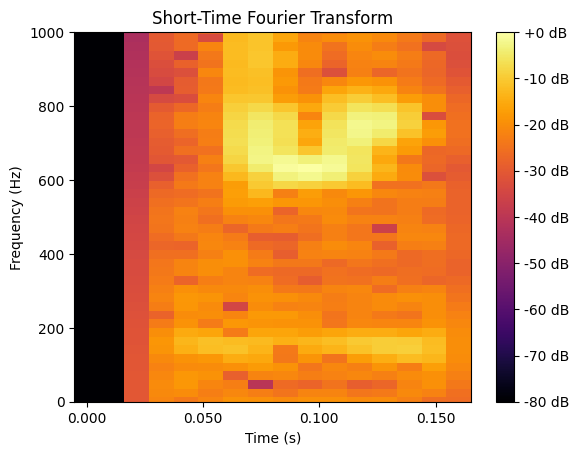 Short-Time Fourier Transform
1000
800
600
400
200
0
Frequency (Hz)
0.000 0.050 0.100 0.150
Time (s)
+0 dB
-10 dB
-20 dB
-30 dB
-40 dB
-50 dB
-60 dB
-70 dB
-80 dB